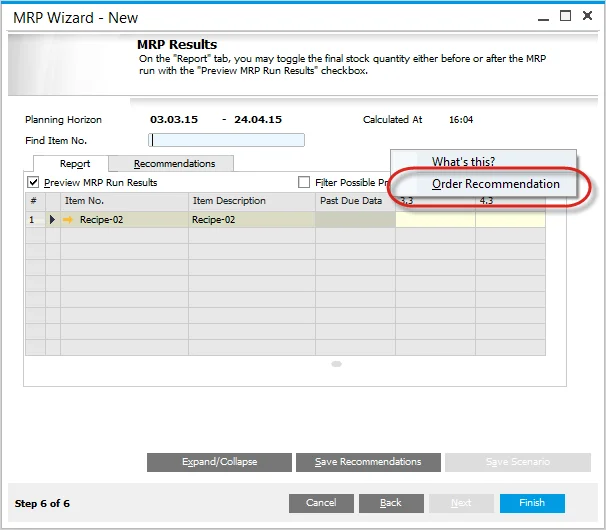 MRP Wizard - New
MRP Results
On the "Report" tab, you may toggle the final stock quantity either before or after the MRP
run with the "Preview MRP Run Results" checkbox.
Planning Horizon 03.03.15 - 24.04.15 Calculated At 16:04
Find Item No.
What's this?
Report Recommendations
Order Recommendation
Preview MRP Run Results Filter Possible Pr
# Item No. Item Description Past Due Data 3.3 4.3
1 Recipe-02 Recipe-02
Expand/Collapse Save Recommendations Save Scenario
Step 6 of 6 Cancel Back Next Finish